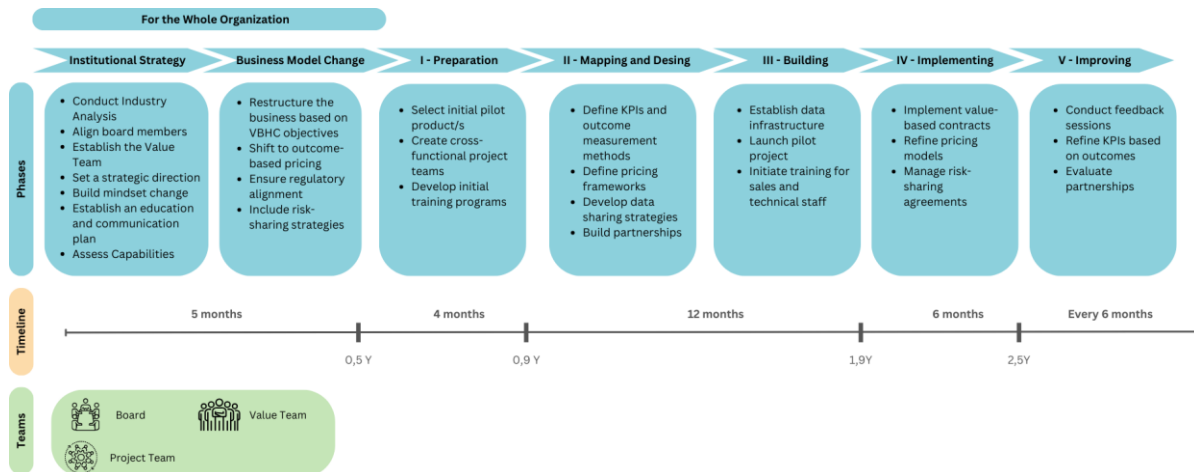 For the Whole Organization
Institutional Strategy
Business Model Change
I - Preparation
II - Mapping and Desing
III - Building
IV - Implementing
V - Improving
Phases
• Conduct Industry
Analysis
• Align board members
• Establish the Value
Team
• Set a strategic direction
• Build mindset change
• Establish an education
and communication
plan
• Assess Capabilities
• Restructure the
business based on
VBHC objectives
• Shift to outcome-
based pricing
• Ensure regulatory
alignment
• Include risk-
sharing strategies
• Select initial pilot
product/s
• Create cross-
functional project
teams
• Develop initial
training programs
• Define KPIs and
outcome
measurement
methods
• Define pricing
frameworks
• Develop data
sharing strategies
• Build partnerships
• Establish data
infrastructure
• Launch pilot
project
• Initiate training for
sales and
technical staff
• Implement value-
based contracts
• Refine pricing
models
• Manage risk-
sharing
agreements
• Conduct feedback
sessions
• Refine KPIs based
on outcomes
• Evaluate
partnerships
Timeline
5 months
4 months
12 months
6 months
Every 6 months
0,5 Y
0,9 Y
1,9Y
2,5Y
Teams
Board
Value Team
Project Team